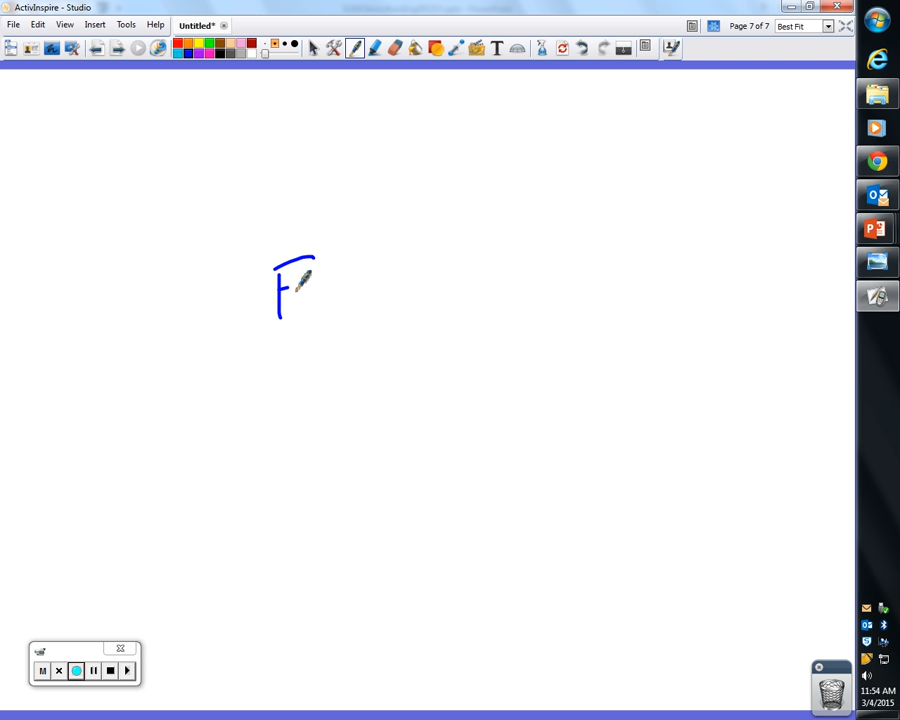 ActivInspire - Studio
File Edit View Insert Tools Help Untitled*
Page 7 of 7 Best Fit
F
M
11:54 AM
3/4/2015